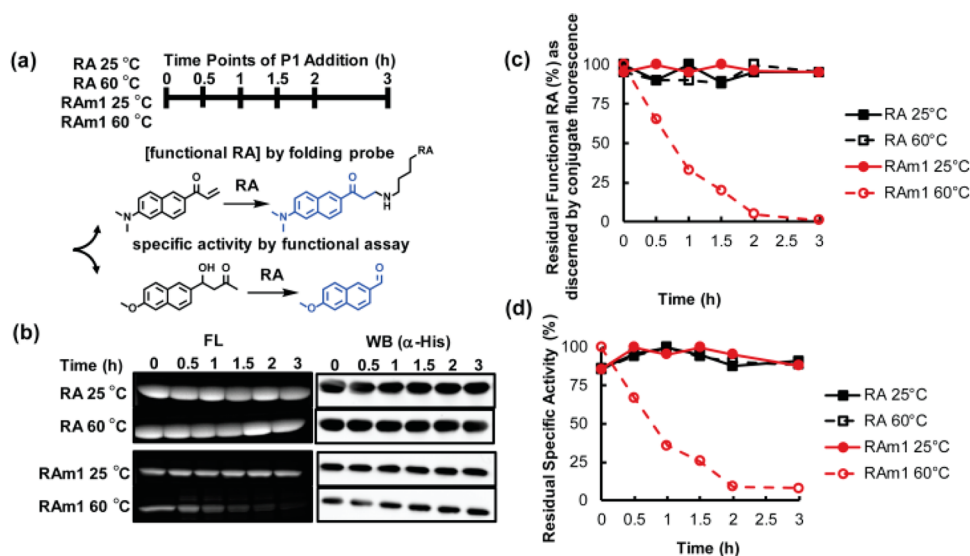 (a)
Time Points of P1 Addition (h)
RA 25 °C
RA 60 °C
RAm1 25 °C
RAm1 60 °C
0 0.5 1 1.5 2 3
[functional RA] by folding probe
RA
O
RA
O
N
H
N
N
specific activity by functional assay
OH O
RA
O
O
O
(b)
FL
WB (α-His)
Time (h) 0 0.5 1 1.5 2 3 0 0.5 1 1.5 2 3
RA 25 °C
RA 60 °C
RAm1 25 °C
RAm1 60 °C
(c)
Residual Functional RA (%) as
discerned by conjugate fluorescence
100
75
50
25
0
0 0.5 1 1.5 2 2.5 3
Time (h)
RA 25°C
RA 60°C
RAm1 25°C
RAm1 60°C
(d)
Residual Specific Activity (%)
100
75
50
25
0
0 0.5 1 1.5 2 2.5 3
Time (h)
RA 25°C
RA 60°C
RAm1 25°C
RAm1 60°C